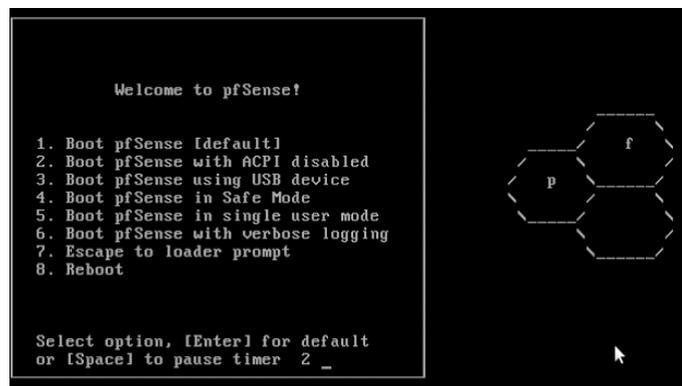 Welcome to pfSense!
1. Boot pfSense [default]
2. Boot pfSense with ACPI disabled
3. Boot pfSense using USB device
4. Boot pfSense in Safe Mode
5. Boot pfSense in single user mode
6. Boot pfSense with verbose logging
7. Escape to loader prompt
8. Reboot
Select option, [Enter] for default
or [Space] to pause timer 2 _
f
p